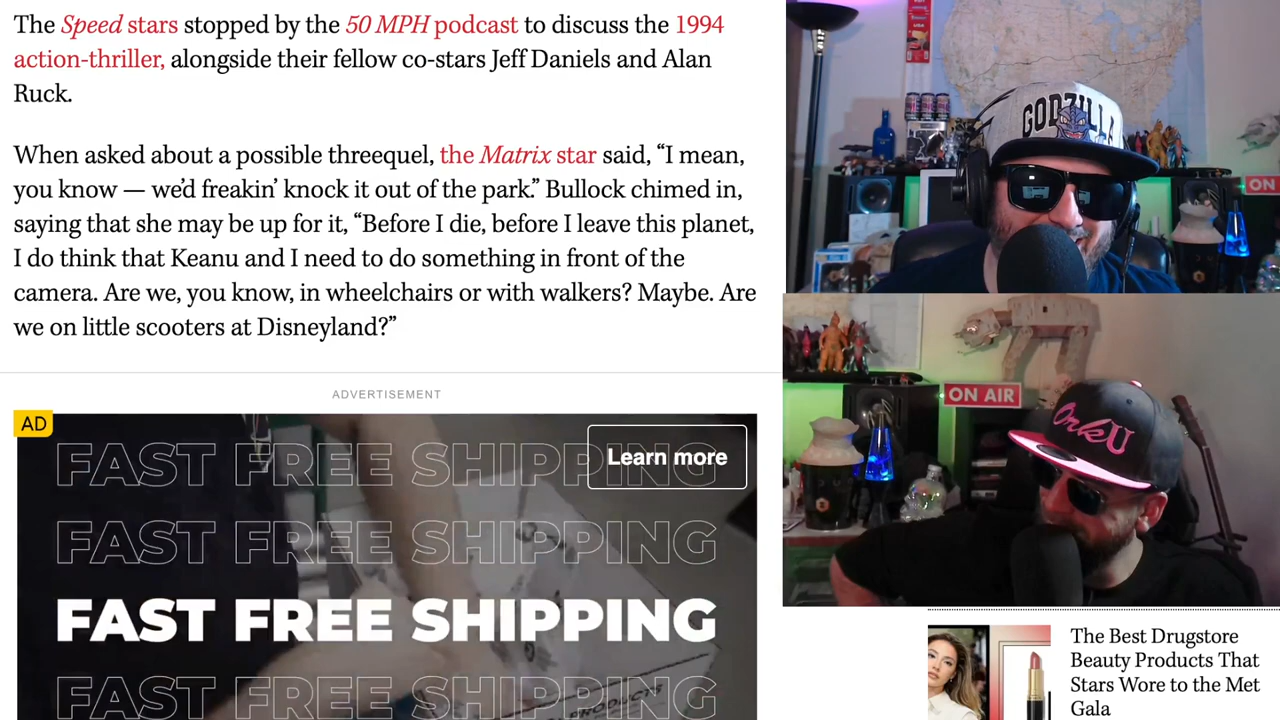 The Speed stars stopped by the 50 MPH podcast to discuss the 1994
action-thriller, alongside their fellow co-stars Jeff Daniels and Alan
Ruck.
When asked about a possible threequel, the Matrix star said, “I mean,
you know — we’d freakin’ knock it out of the park.” Bullock chimed in,
saying that she may be up for it, “Before I die, before I leave this planet,
I do think that Keanu and I need to do something in front of the
camera. Are we, you know, in wheelchairs or with walkers? Maybe. Are
we on little scooters at Disneyland?”
ADVERTISEMENT
AD
Learn more
FAST FREE SHIPPING
FAST FREE SHIPPING
FAST FREE SHIPPING
FAST FREE SHIPPING
GODZILLA
ON
ON AIR
OrkU
The Best Drugstore
Beauty Products That
Stars Wore to the Met
Gala